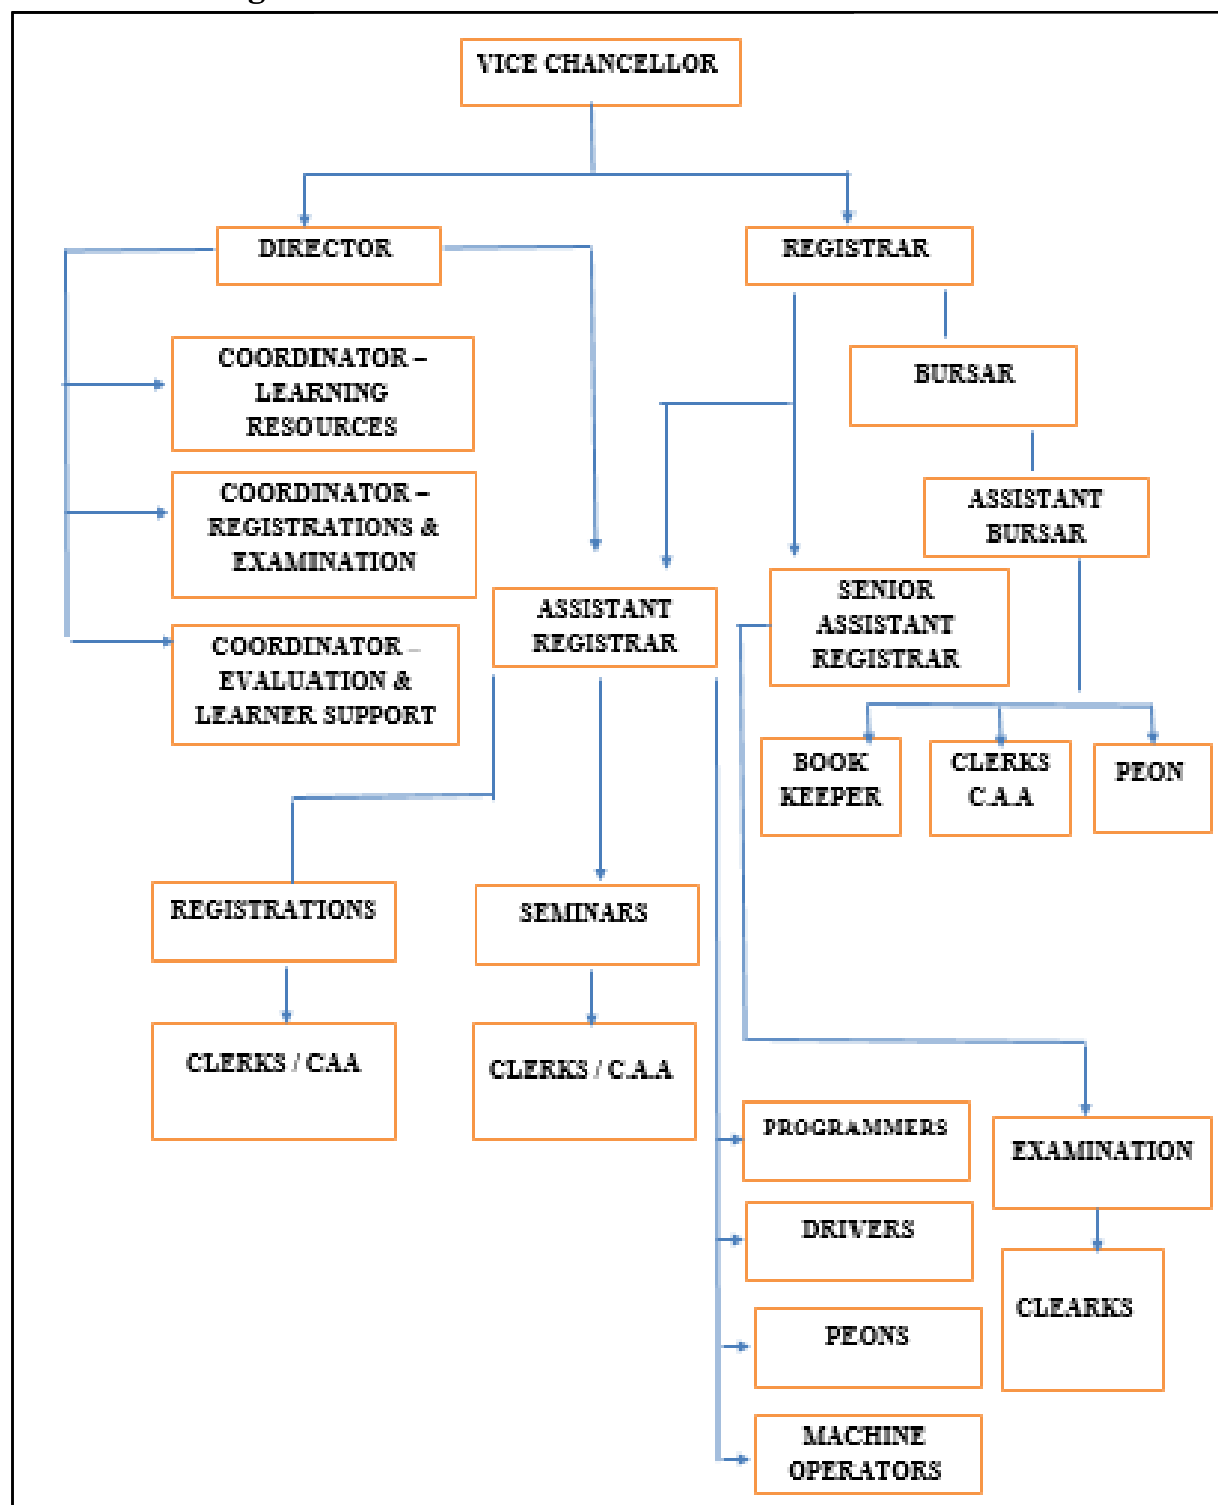 VICE CHANCELLOR
DIRECTOR
REGISTRAR
COORDINATOR –
LEARNING
RESOURCES
BURSAR
COORDINATOR –
REGISTRATIONS &
EXAMINATION
ASSISTANT
BURSAR
ASSISTANT
REGISTRAR
SENIOR
ASSISTANT
REGISTRAR
COORDINATOR –
EVALUATION &
LEARNER SUPPORT
BOOK
KEEPER
CLERKS
C.A.A
PEON
REGISTRATIONS
SEMINARS
CLERKS / CAA
CLERKS / C.A.A
PROGRAMMERS
EXAMINATION
DRIVERS
CLEARKS
PEONS
MACHINE
OPERATORS